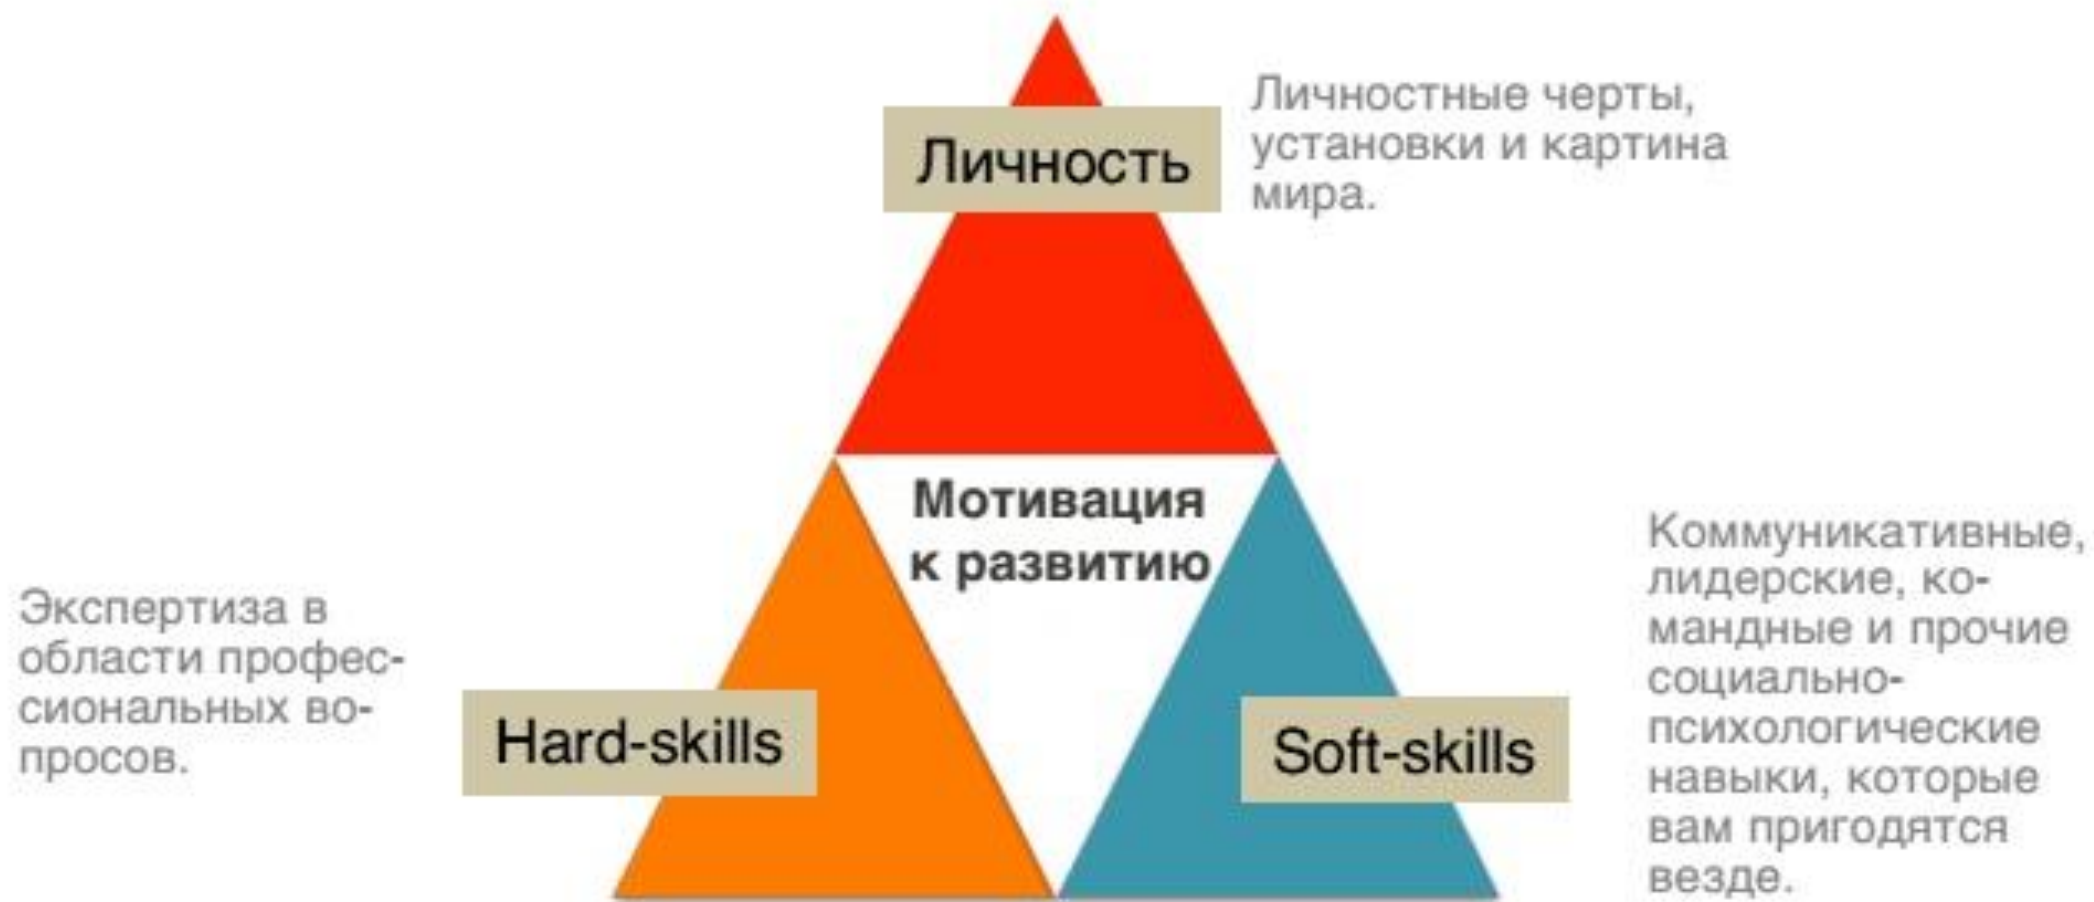 Личность
Личностные черты,
установки и картина
мира.
Мотивация
к развитию
Экспертиза в
области профес-
сиональных во-
просов.
Hard-skills
Soft-skills
Коммуникативные,
лидерские, ко-
мандные и прочие
социально-
психологические
навыки, которые
вам пригодятся
везде.